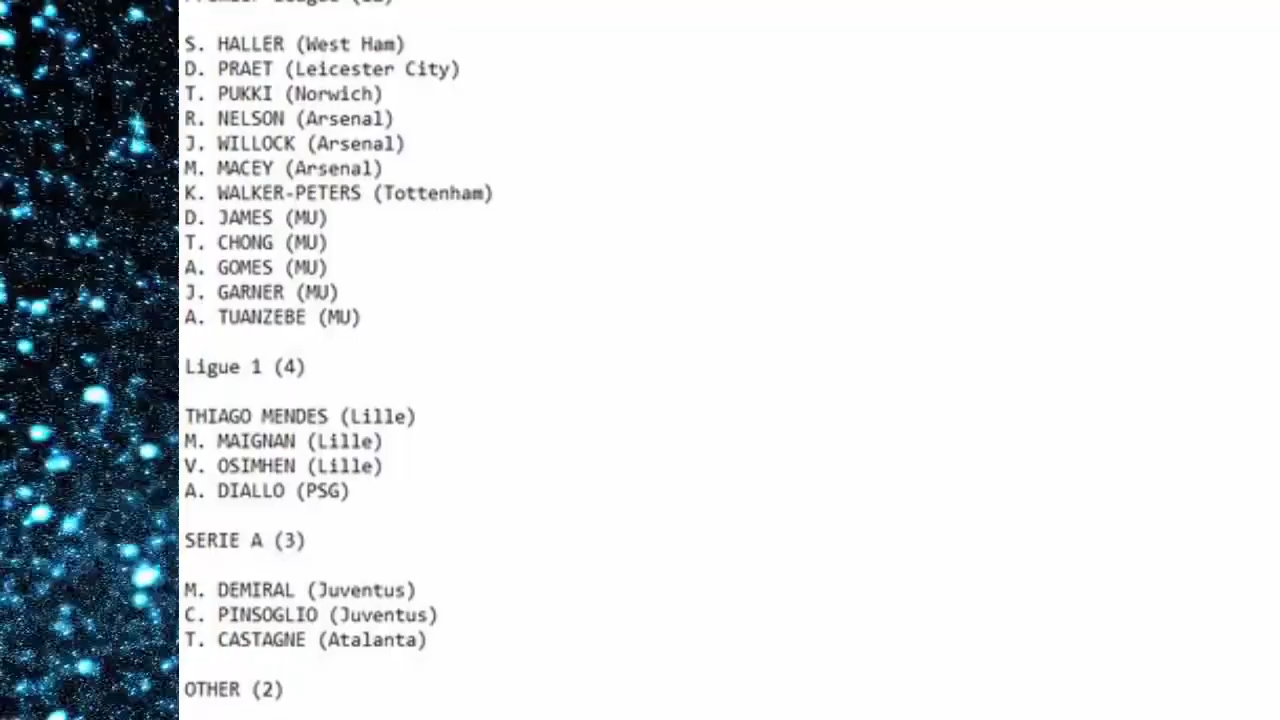 S. HALLER (West Ham)
D. PRAET (Leicester City)
T. PUKKI (Norwich)
R. NELSON (Arsenal)
J. WILLOCK (Arsenal)
M. MACEY (Arsenal)
K. WALKER-PETERS (Tottenham)
D. JAMES (MU)
T. CHONG (MU)
A. GOMES (MU)
J. GARNER (MU)
A. TUANZEBE (MU)
Ligue 1 (4)
THIAGO MENDES (Lille)
M. MAIGNAN (Lille)
V. OSIMHEN (Lille)
A. DIALLO (PSG)
SERIE A (3)
M. DEMIRAL (Juventus)
C. PINSOGLIO (Juventus)
T. CASTAGNE (Atalanta)
OTHER (2)